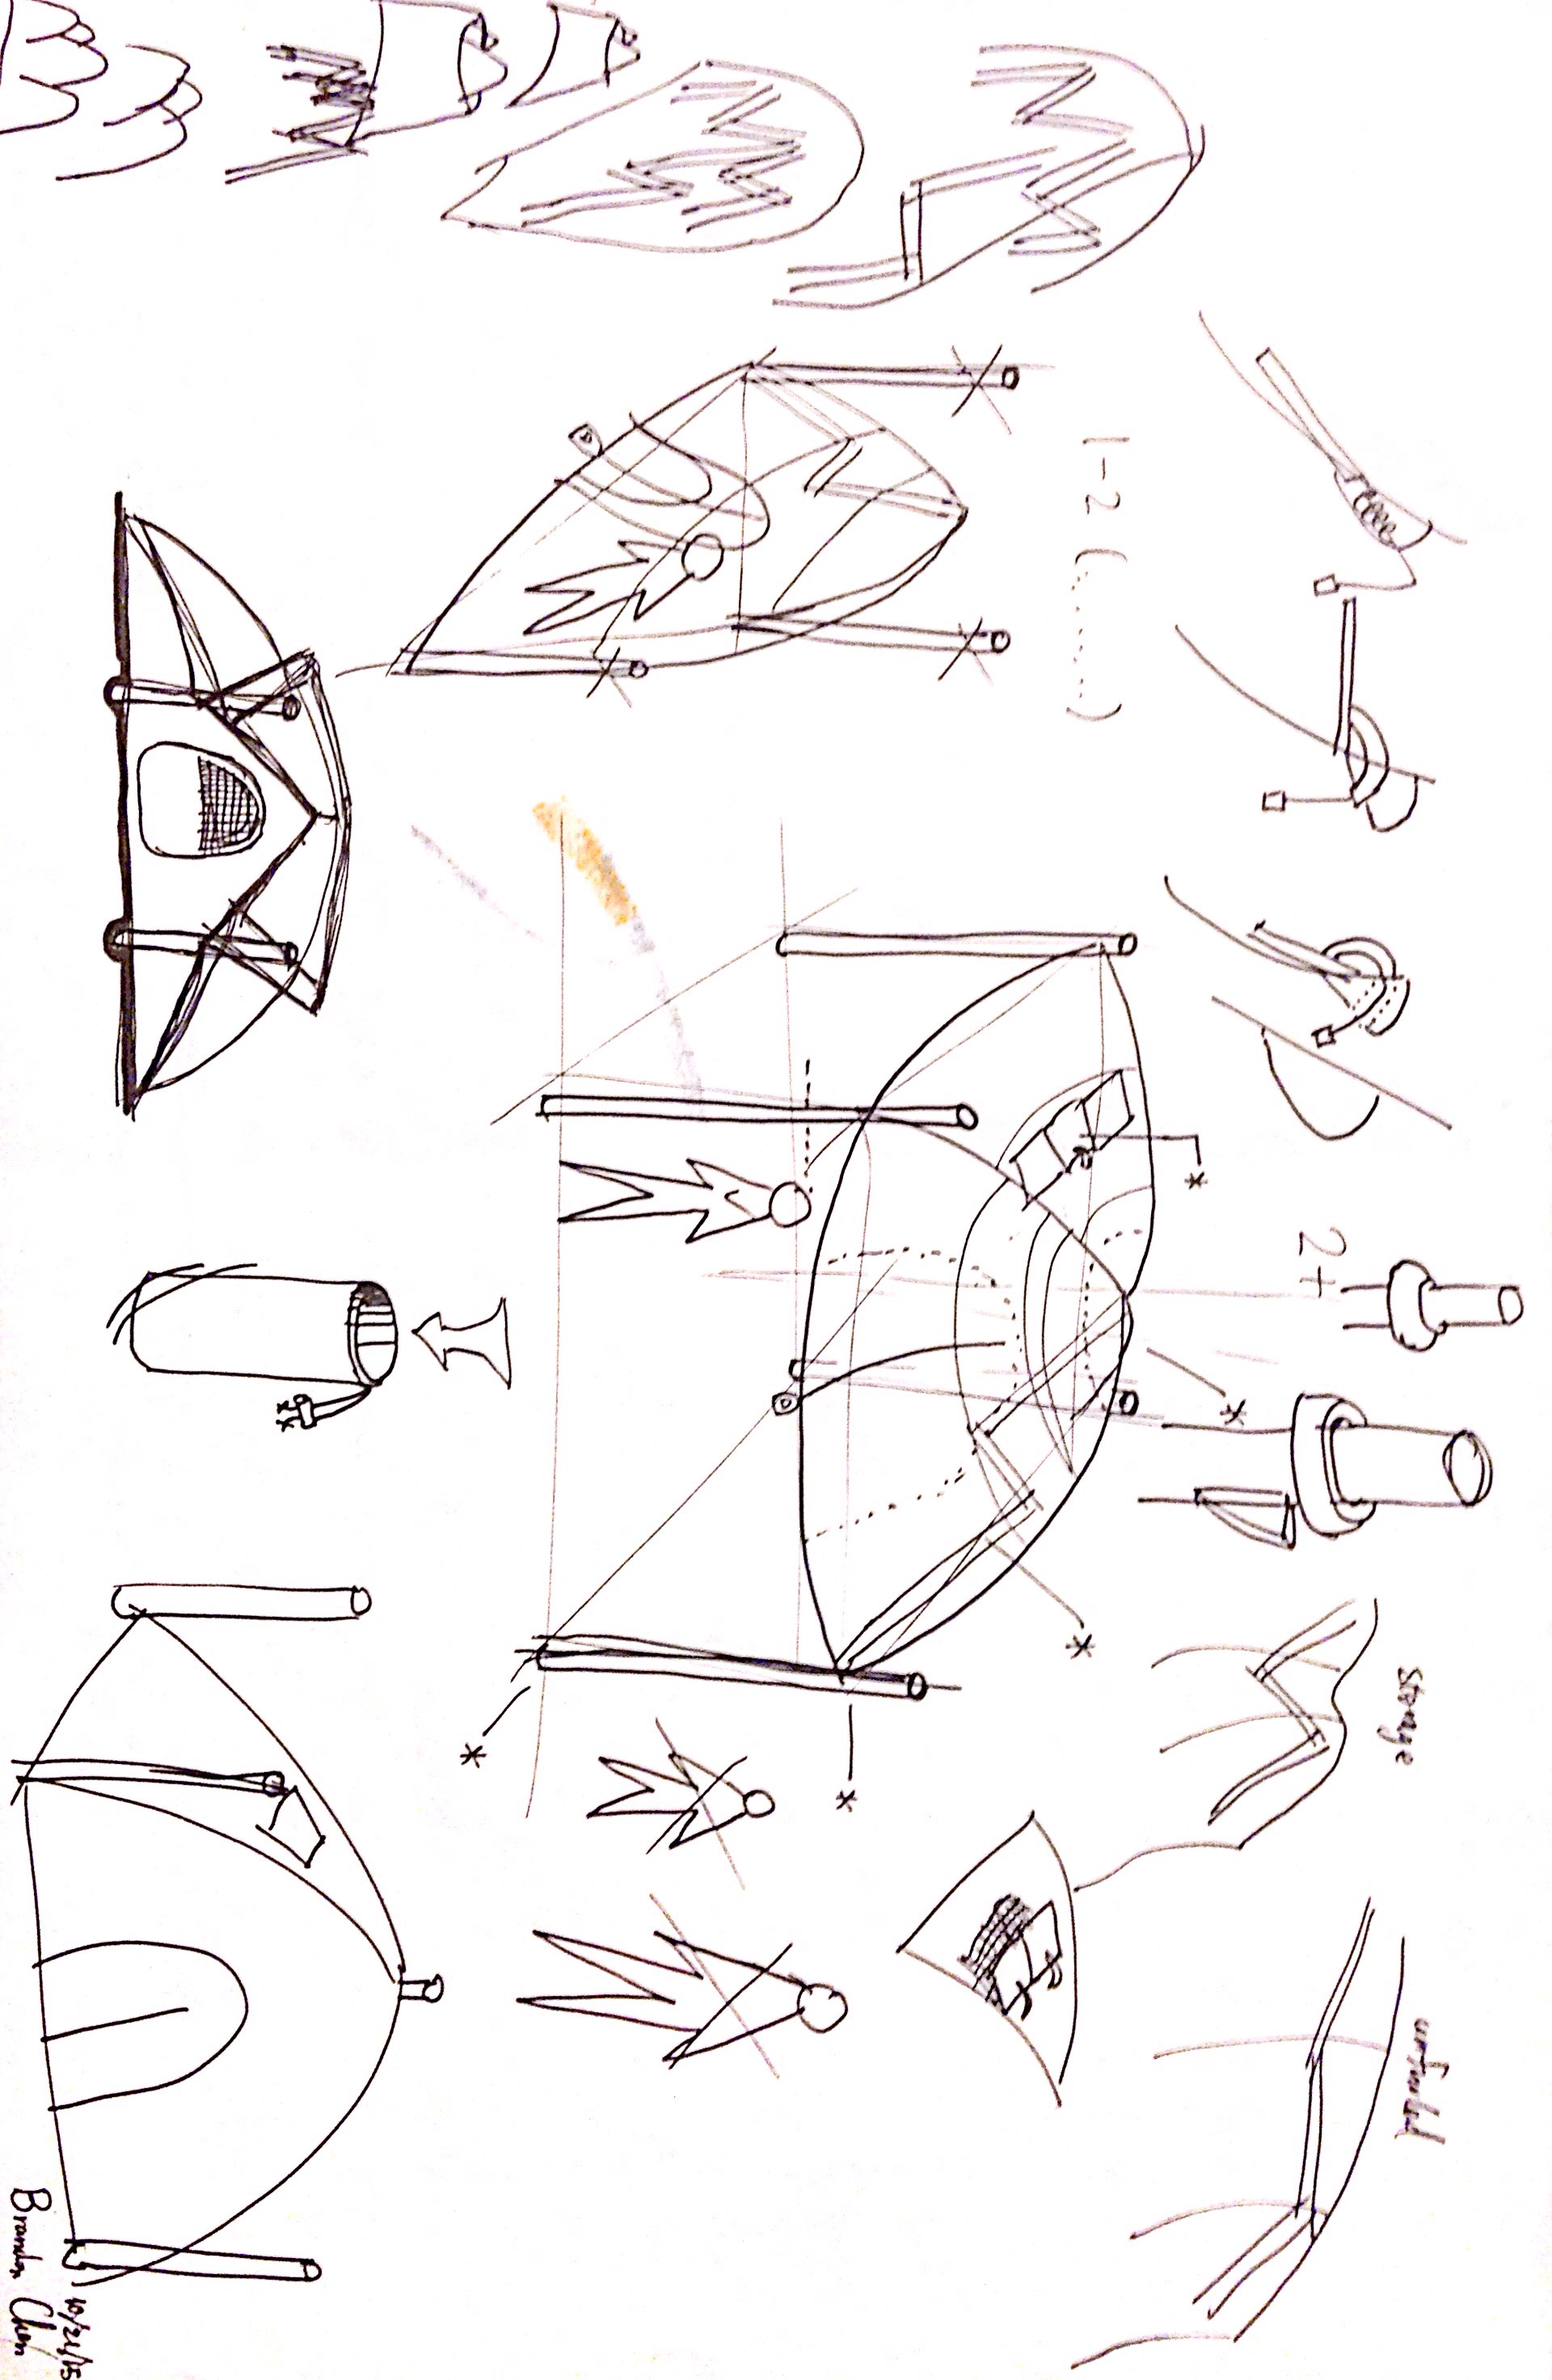 storage
unfurled
2+
*
*
1-2 (.........)
*
*
*
10/21/15
Brandon Chen